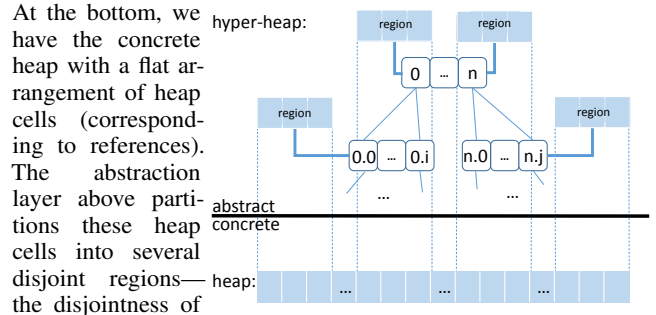 At the bottom, we
have the concrete
heap with a flat ar-
rangement of heap
cells (correspond-
ing to references).
The abstraction
layer above parti-
tions these heap
cells into several
disjoint regions—
the disjointness of
hyper-heap:
region region
0 ... n
region region
0.0 ... 0.i n.0 ... n.j
... ...
abstract
concrete
heap: ... ... ...